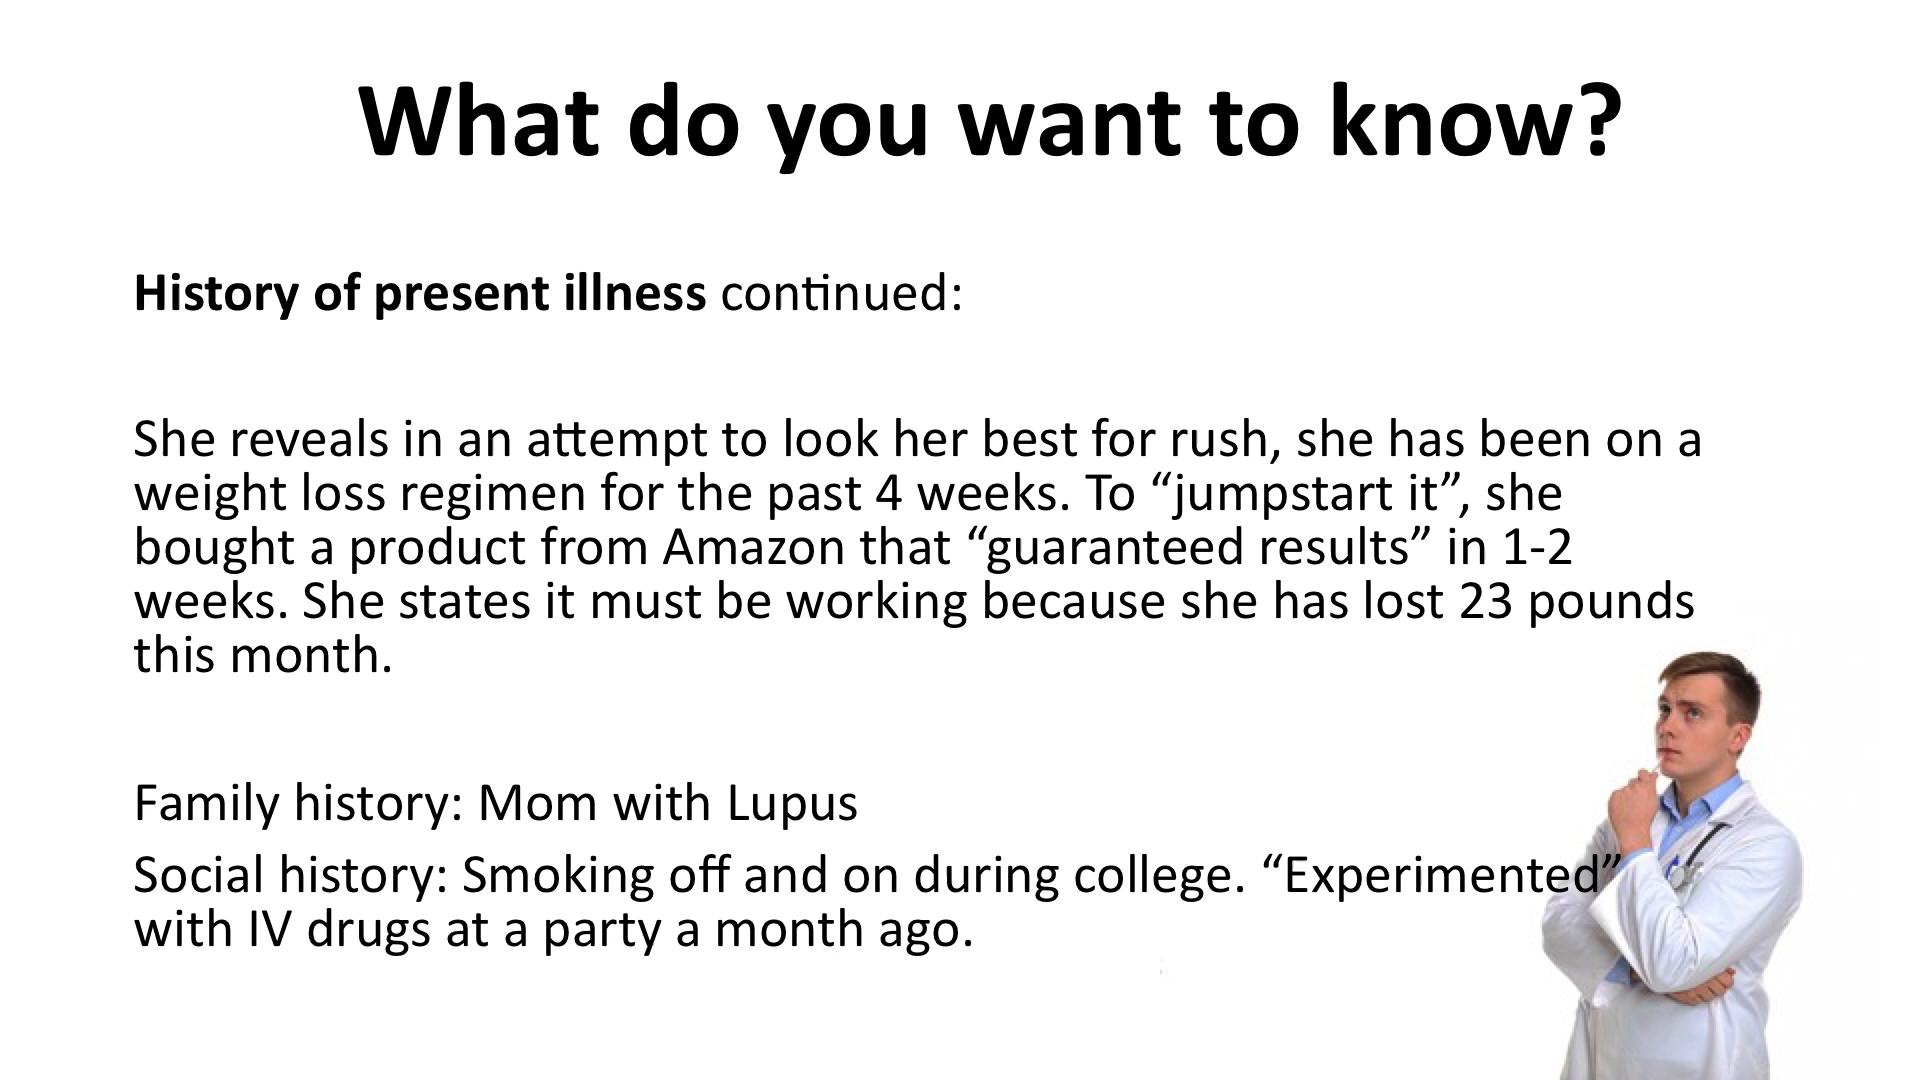 What do you want to know?
History of present illness continued:
She reveals in an attempt to look her best for rush, she has been on a
weight loss regimen for the past 4 weeks. To “jumpstart it”, she
bought a product from Amazon that “guaranteed results” in 1-2
weeks. She states it must be working because she has lost 23 pounds
this month.
Family history: Mom with Lupus
Social history: Smoking off and on during college. “Experimented”
with IV drugs at a party a month ago.